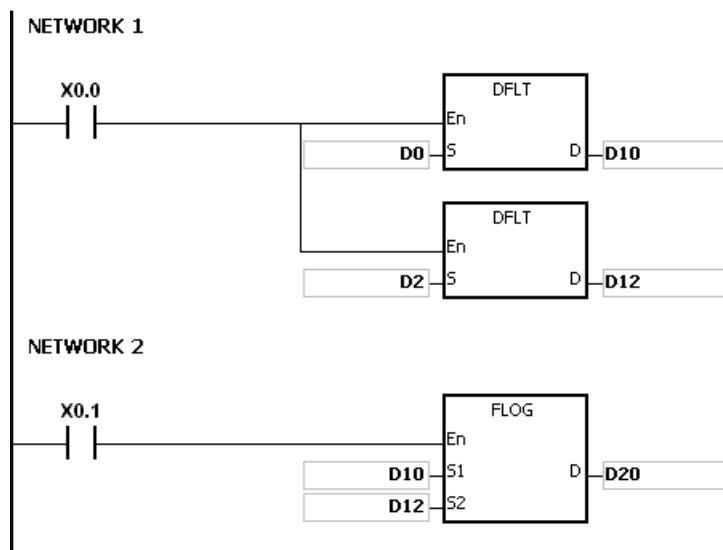 NETWORK 1
X0.0
DFLT
En
D0 S D D10
DFLT
En
D2 S D D12
NETWORK 2
X0.1
FLOG
En
D10 S1 D D20
D12 S2